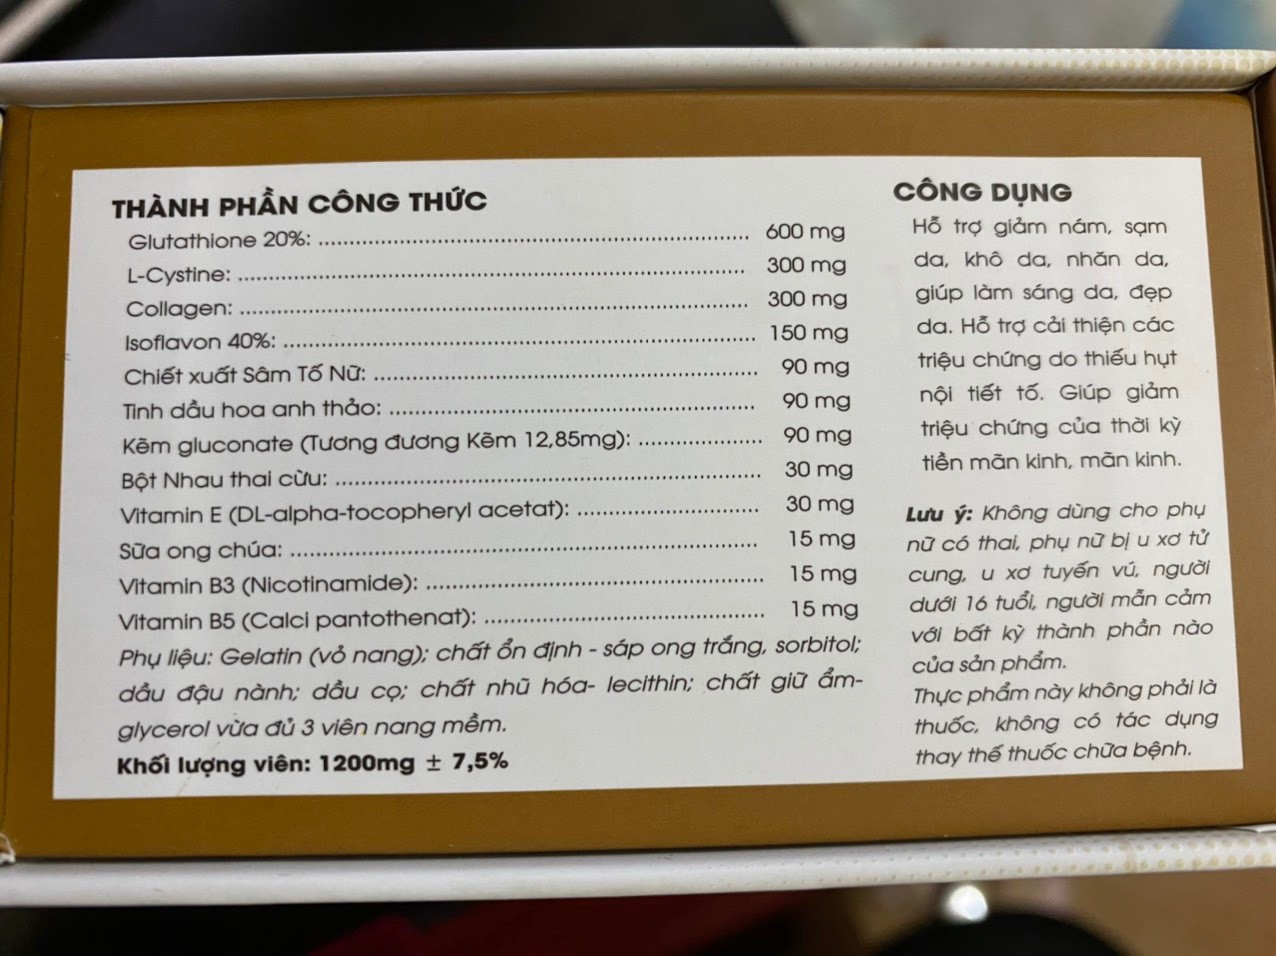 THÀNH PHẦN CÔNG THỨC
Glutathione 20%: ........ 600 mg
L-Cystine: ........ 300 mg
Collagen: ........ 300 mg
Isoflavon 40%: ........ 150 mg
Chiết xuất Sâm Tố Nữ: ........ 90 mg
Tinh dầu hoa anh thảo: ........ 90 mg
Kẽm gluconate (Tương đương Kẽm 12,85mg): ........ 90 mg
Bột Nhau thai cừu: ........ 30 mg
Vitamin E (DL-alpha-tocopheryl acetat): ........ 30 mg
Sữa ong chúa: ........ 15 mg
Vitamin B3 (Nicotinamide): ........ 15 mg
Vitamin B5 (Calci pantothenat): ........ 15 mg
Phụ liệu: Gelatin (vỏ nang); chất ổn định - sáp ong trắng, sorbitol;
dầu đậu nành; dầu cọ; chất nhũ hóa- lecithin; chất giữ ẩm-
glycerol vừa đủ 3 viên nang mềm.
Khối lượng viên: 1200mg ± 7,5%
CÔNG DỤNG
Hỗ trợ giảm nám, sạm
da, khô da, nhăn da,
giúp làm sáng da, đẹp
da. Hỗ trợ cải thiện các
triệu chứng do thiếu hụt
nội tiết tố. Giúp giảm
triệu chứng của thời kỳ
tiền mãn kinh, mãn kinh.
Lưu ý: Không dùng cho phụ
nữ có thai, phụ nữ bị u xơ tử
cung, u xơ tuyến vú, người
dưới 16 tuổi, người mẫn cảm
với bất kỳ thành phần nào
của sản phẩm.
Thực phẩm này không phải là
thuốc, không có tác dụng
thay thế thuốc chữa bệnh.